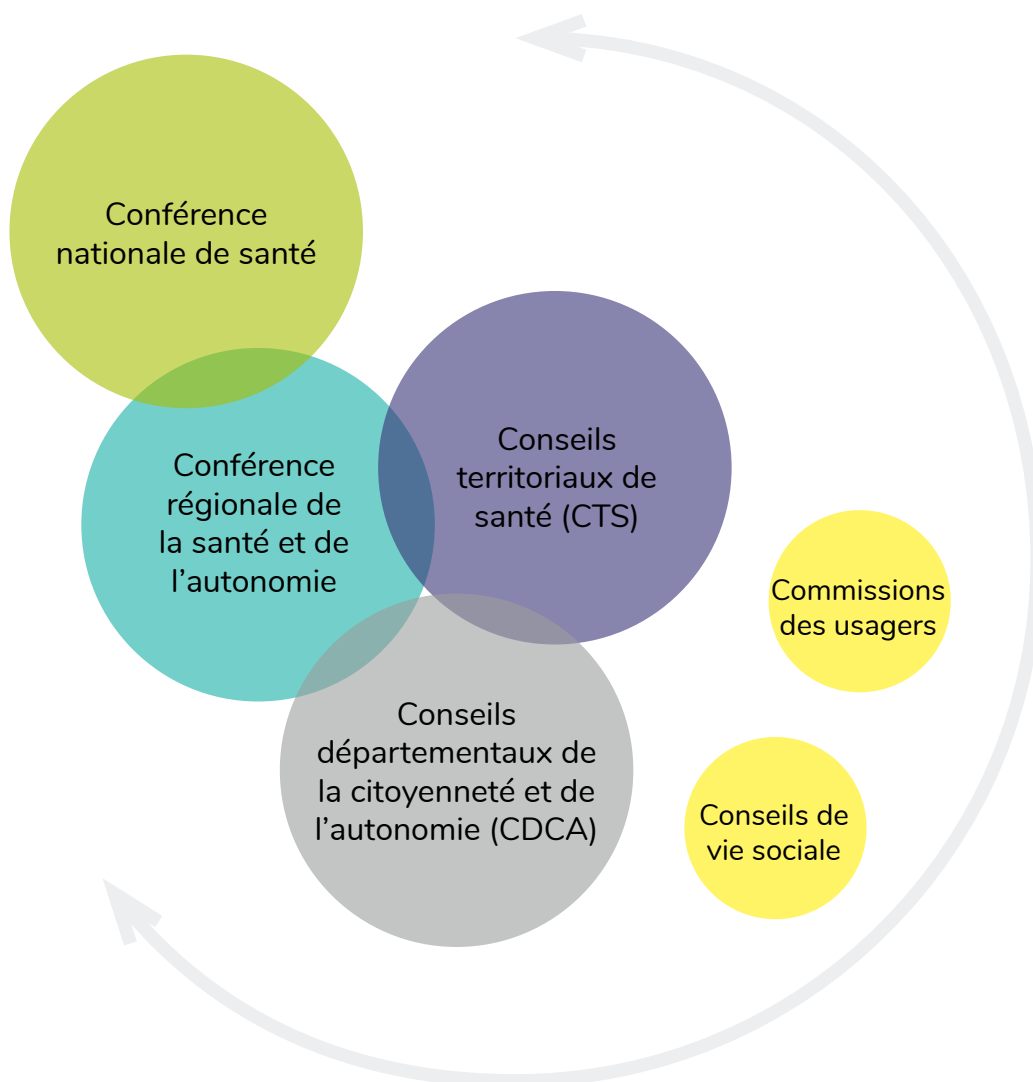 Conférence
nationale de santé
Conférence
régionale de
la santé et de
l’autonomie
Conseils
territoriaux de
santé (CTS)
Commissions
des usagers
Conseils
départementaux de
la citoyenneté et de
l’autonomie (CDCA)
Conseils de
vie sociale